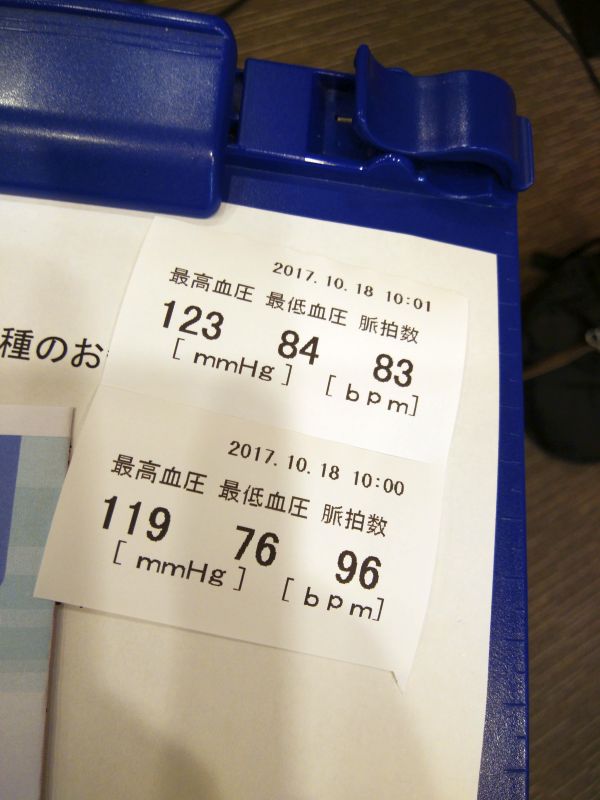 2017.10.18 10:01
最高血圧 最低血圧 脈拍数
123 84 83
[mmHg] [bpm]
種のお
2017.10.18 10:00
最高血圧 最低血圧 脈拍数
119 76 96
[mmHg] [bpm]